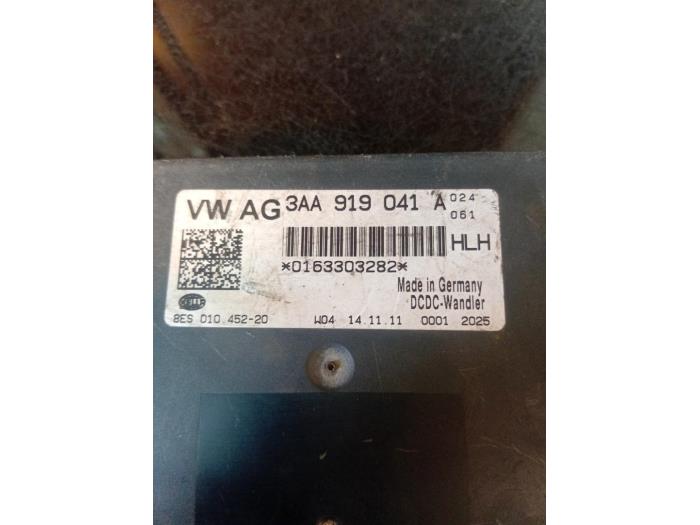 VW AG 3AA 919 041 A 024
061
HLH
*0163303282*
Made in Germany
DCDC-Wandler
HELLA
8ES 010 452-20 W04 14.11.11 0001 2025